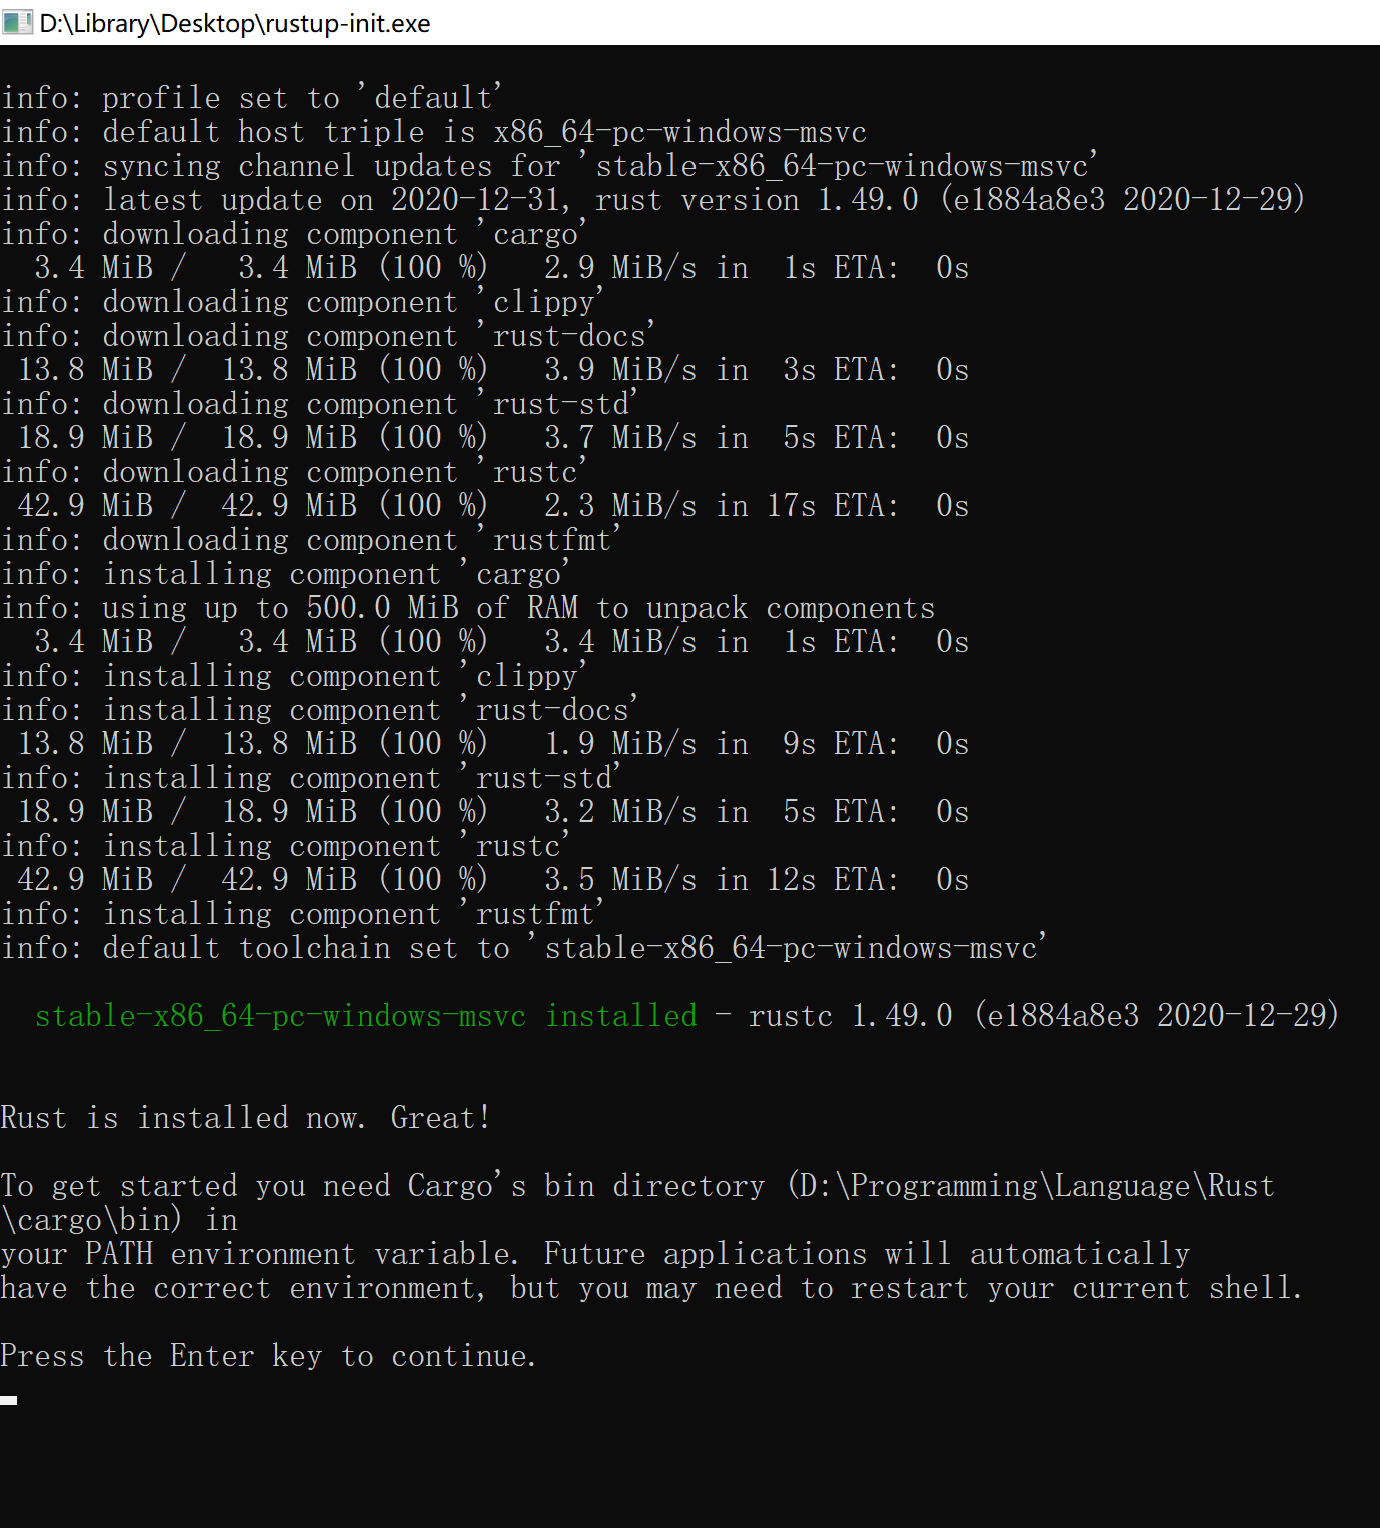 D:\Library\Desktop\rustup-init.exe
info: profile set to 'default'
info: default host triple is x86_64-pc-windows-msvc
info: syncing channel updates for 'stable-x86_64-pc-windows-msvc'
info: latest update on 2020-12-31, rust version 1.49.0 (e1884a8e3 2020-12-29)
info: downloading component 'cargo'
  3.4 MiB /   3.4 MiB (100 %)   2.9 MiB/s in  1s ETA:  0s
info: downloading component 'clippy'
info: downloading component 'rust-docs'
 13.8 MiB /  13.8 MiB (100 %)   3.9 MiB/s in  3s ETA:  0s
info: downloading component 'rust-std'
 18.9 MiB /  18.9 MiB (100 %)   3.7 MiB/s in  5s ETA:  0s
info: downloading component 'rustc'
 42.9 MiB /  42.9 MiB (100 %)   2.3 MiB/s in 17s ETA:  0s
info: downloading component 'rustfmt'
info: installing component 'cargo'
info: using up to 500.0 MiB of RAM to unpack components
  3.4 MiB /   3.4 MiB (100 %)   3.4 MiB/s in  1s ETA:  0s
info: installing component 'clippy'
info: installing component 'rust-docs'
 13.8 MiB /  13.8 MiB (100 %)   1.9 MiB/s in  9s ETA:  0s
info: installing component 'rust-std'
 18.9 MiB /  18.9 MiB (100 %)   3.2 MiB/s in  5s ETA:  0s
info: installing component 'rustc'
 42.9 MiB /  42.9 MiB (100 %)   3.5 MiB/s in 12s ETA:  0s
info: installing component 'rustfmt'
info: default toolchain set to 'stable-x86_64-pc-windows-msvc'
  stable-x86_64-pc-windows-msvc installed - rustc 1.49.0 (e1884a8e3 2020-12-29)
Rust is installed now. Great!
To get started you need Cargo's bin directory (D:\Programming\Language\Rust
\cargo\bin) in
your PATH environment variable. Future applications will automatically
have the correct environment, but you may need to restart your current shell.
Press the Enter key to continue.